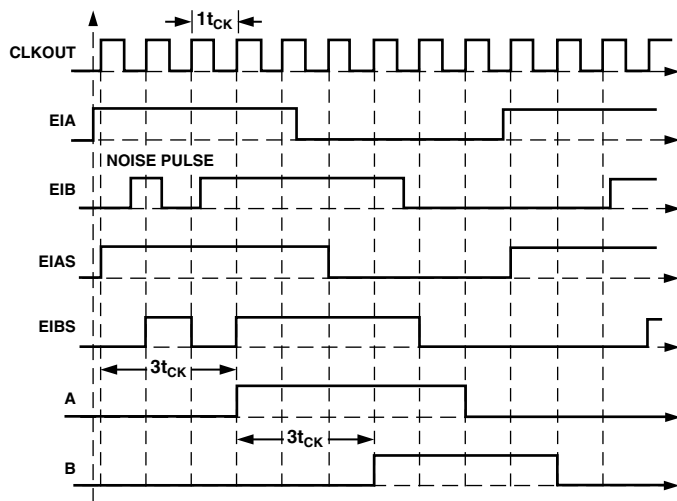 1tCK
CLKOUT
EIA
NOISE PULSE
EIB
EIAS
EIBS
3tCK
A
3tCK
B